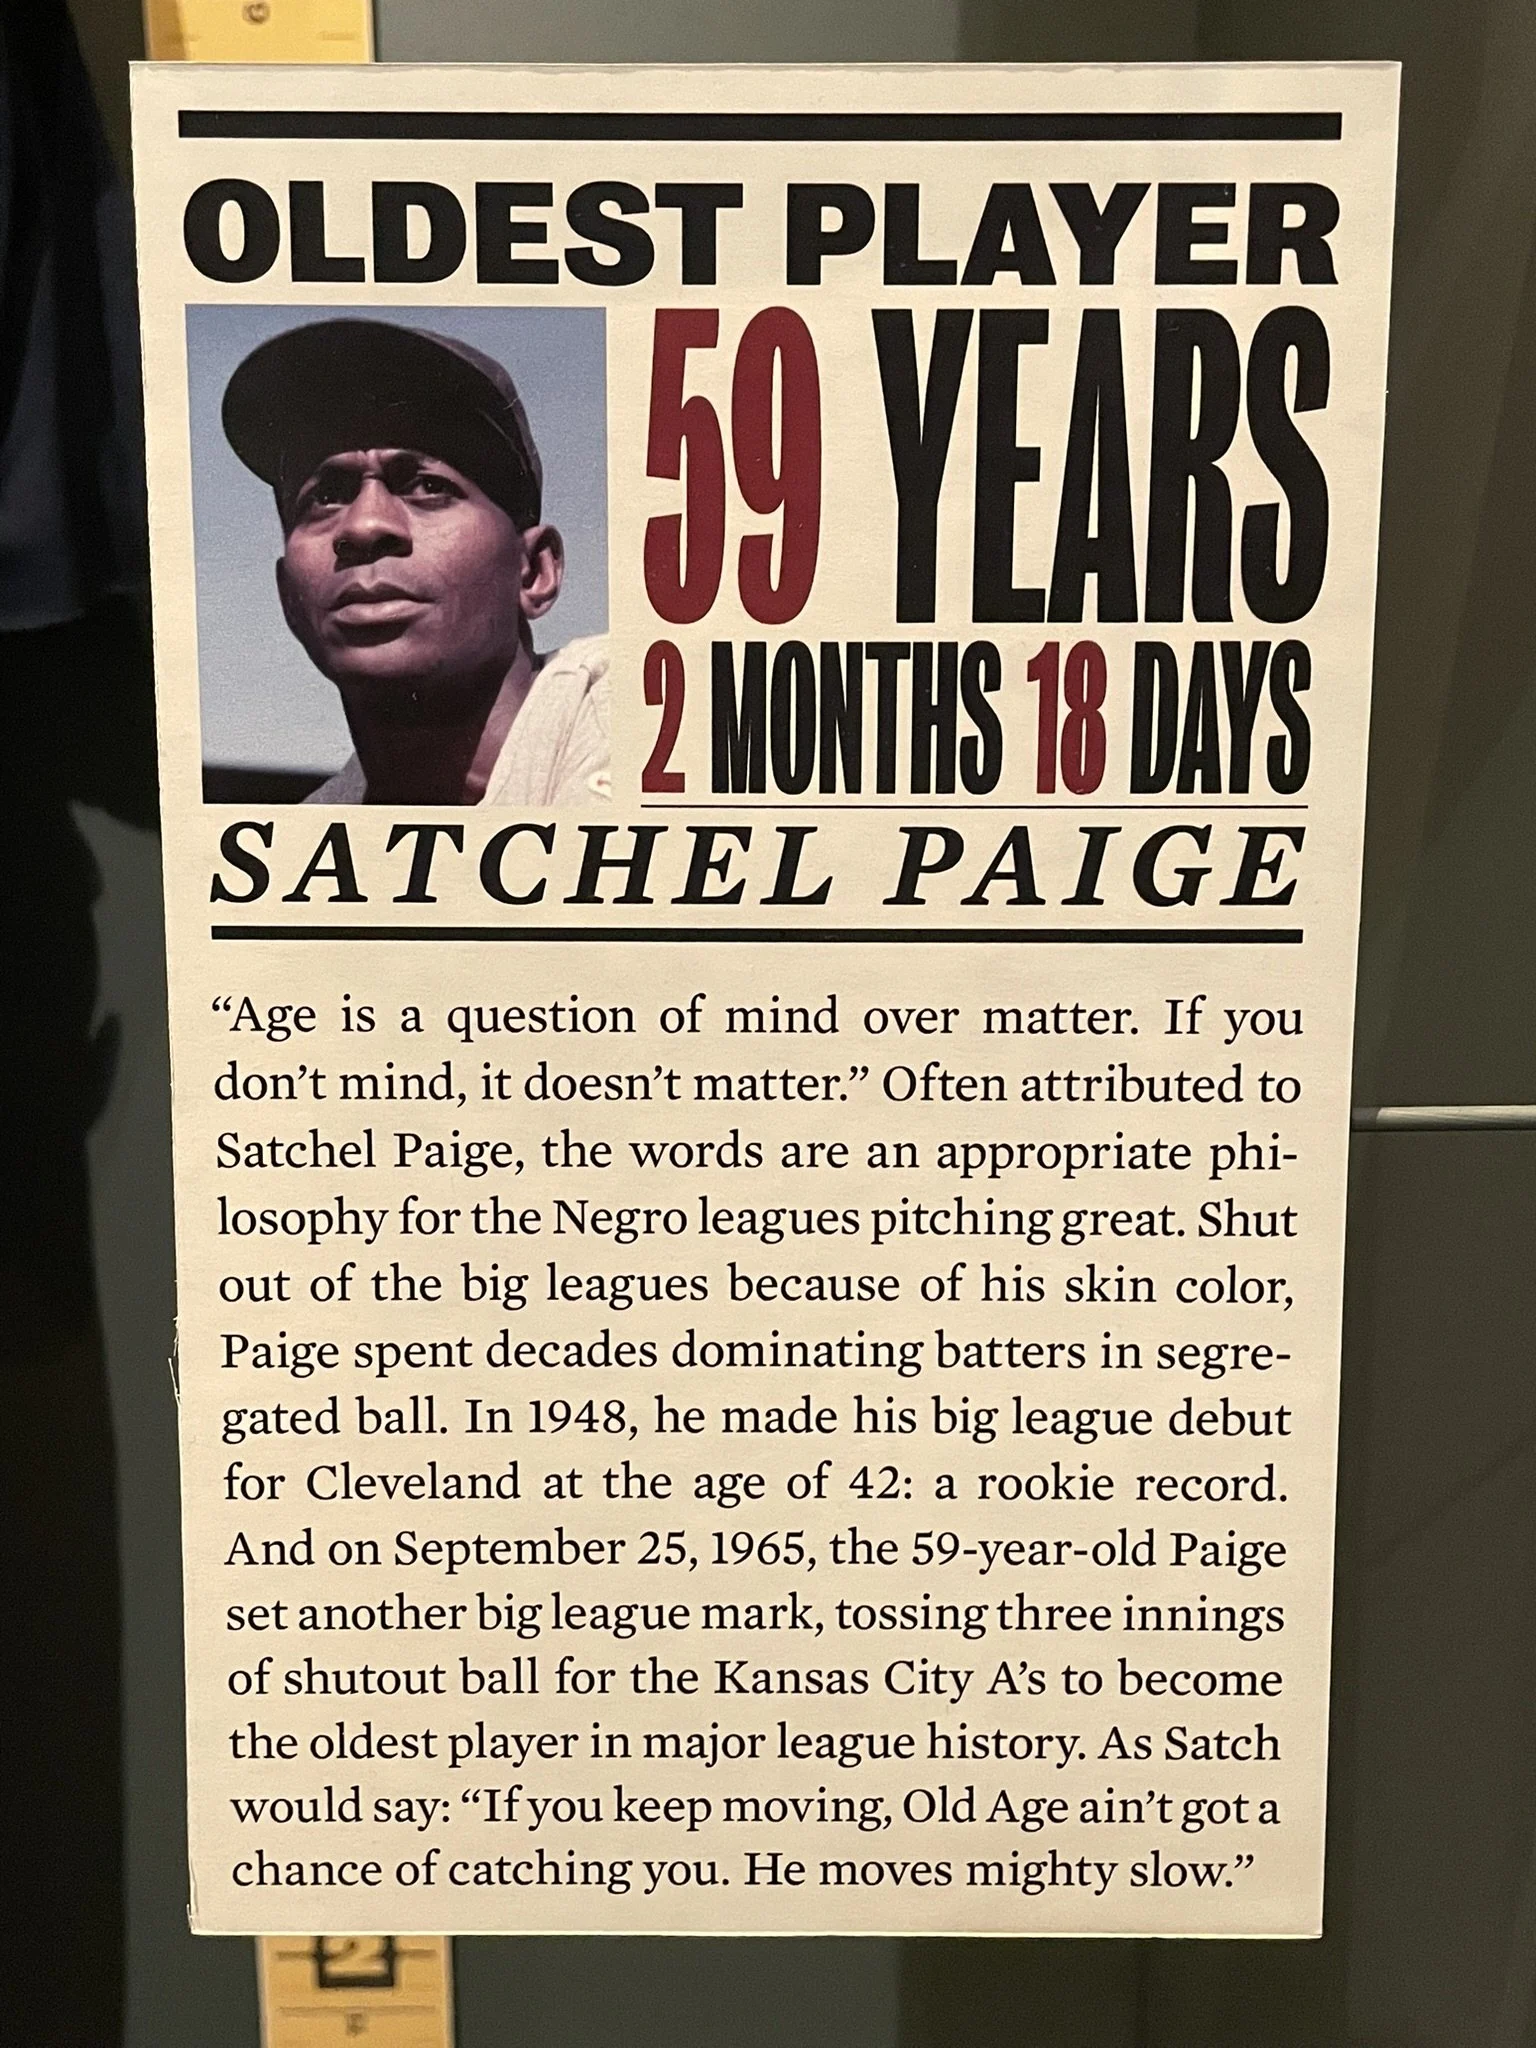 OLDEST PLAYER
59 YEARS
2 MONTHS 18 DAYS
SATCHEL PAIGE
“Age is a question of mind over matter. If you
don’t mind, it doesn’t matter.” Often attributed to
Satchel Paige, the words are an appropriate phi-
losophy for the Negro leagues pitching great. Shut
out of the big leagues because of his skin color,
Paige spent decades dominating batters in segre-
gated ball. In 1948, he made his big league debut
for Cleveland at the age of 42: a rookie record.
And on September 25, 1965, the 59-year-old Paige
set another big league mark, tossing three innings
of shutout ball for the Kansas City A’s to become
the oldest player in major league history. As Satch
would say: “If you keep moving, Old Age ain’t got a
chance of catching you. He moves mighty slow.”
2